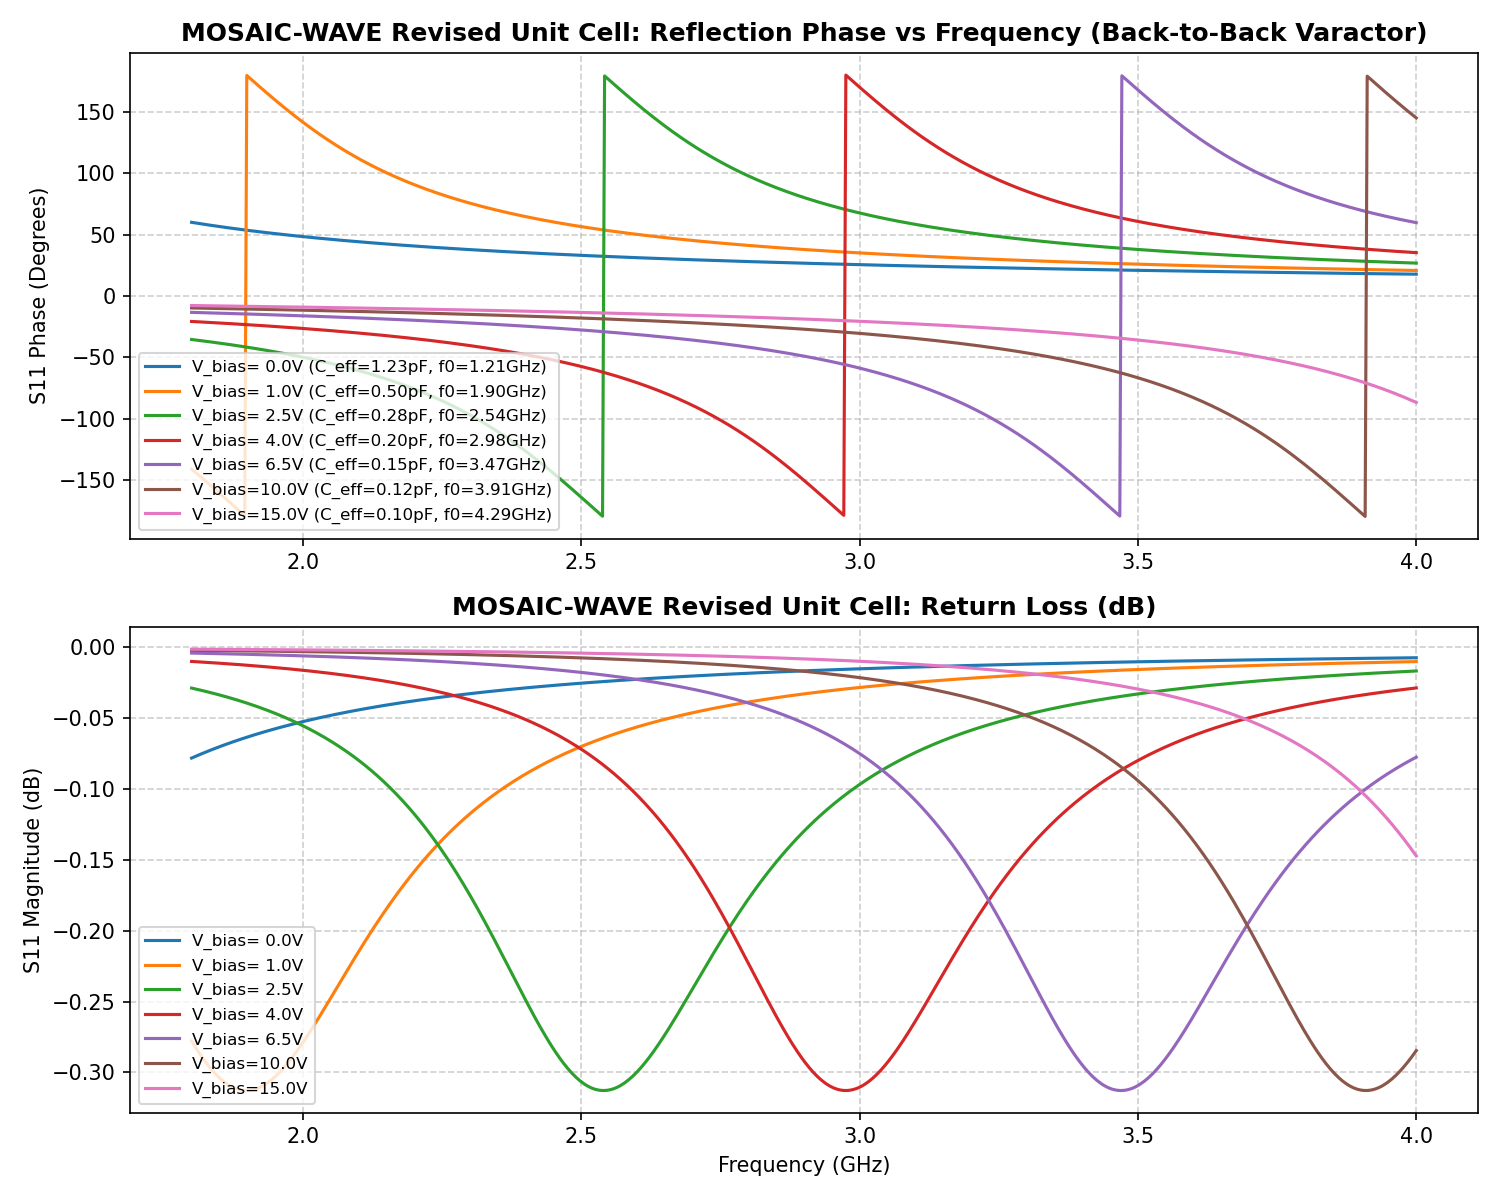 MOSAIC-WAVE Revised Unit Cell: Reflection Phase vs Frequency (Back-to-Back Varactor)
S11 Phase (Degrees)
150
100
50
0
−50
−100
−150
V_bias= 0.0V (C_eff=1.23pF, f0=1.21GHz)
V_bias= 1.0V (C_eff=0.50pF, f0=1.90GHz)
V_bias= 2.5V (C_eff=0.28pF, f0=2.54GHz)
V_bias= 4.0V (C_eff=0.20pF, f0=2.98GHz)
V_bias= 6.5V (C_eff=0.15pF, f0=3.47GHz)
V_bias=10.0V (C_eff=0.12pF, f0=3.91GHz)
V_bias=15.0V (C_eff=0.10pF, f0=4.29GHz)
2.0 2.5 3.0 3.5 4.0
MOSAIC-WAVE Revised Unit Cell: Return Loss (dB)
S11 Magnitude (dB)
0.00
−0.05
−0.10
−0.15
−0.20
−0.25
−0.30
V_bias= 0.0V
V_bias= 1.0V
V_bias= 2.5V
V_bias= 4.0V
V_bias= 6.5V
V_bias=10.0V
V_bias=15.0V
2.0 2.5 3.0 3.5 4.0
Frequency (GHz)